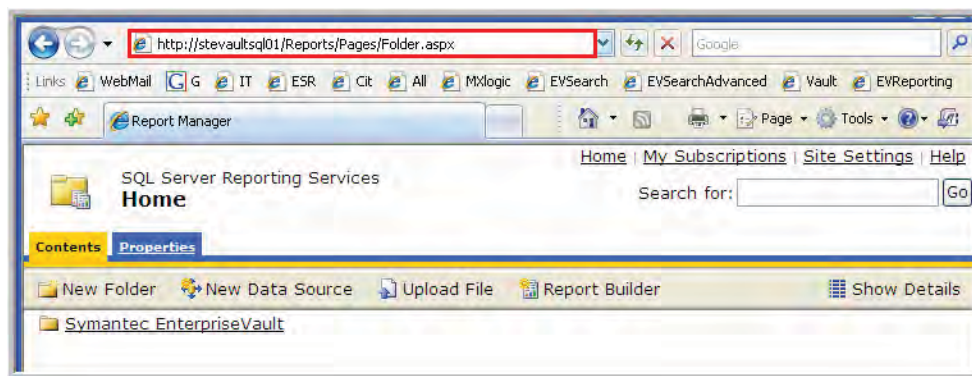 http://stevaultsql01/Reports/Pages/Folder.aspx Google
Links WebMail G G IT ESR Cit All MXlogic EVSearch EVSearchAdvanced Vault EVReporting
Report Manager Page Tools
Home | My Subscriptions | Site Settings | Help
SQL Server Reporting Services
Home
Search for: Go
Contents Properties
New Folder New Data Source Upload File Report Builder Show Details
Symantec EnterpriseVault